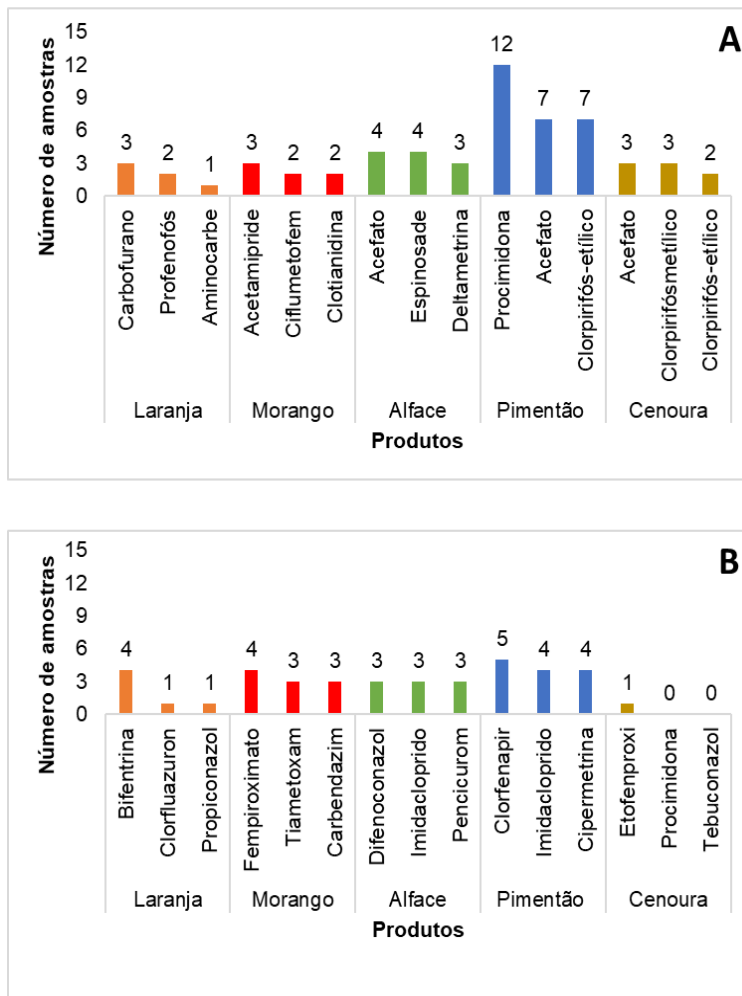 A
Número de amostras
15
12
9
6
3
0
3 2 1 3 2 2 4 4 3 12 7 7 3 3 2
Carbofurano
Profenofós
Aminocarbe
Acetamipride
Ciflumetofem
Clotianidina
Acefato
Espinosade
Deltametrina
Procimidona
Acefato
Clorpirifós-etílico
Acefato
Clorpirifósmetílico
Clorpirifós-etílico
Laranja Morango Alface Pimentão Cenoura
Produtos
B
Número de amostras
15
12
9
6
3
0
4 1 1 4 3 3 3 3 3 5 4 4 1 0 0
Bifentrina
Clorfluazuron
Propiconazol
Fempiroximato
Tiametoxam
Carbendazim
Difenoconazol
Imidacloprido
Pencicurom
Clorfenapir
Imidacloprido
Cipermetrina
Etofenproxi
Procimidona
Tebuconazol
Laranja Morango Alface Pimentão Cenoura
Produtos